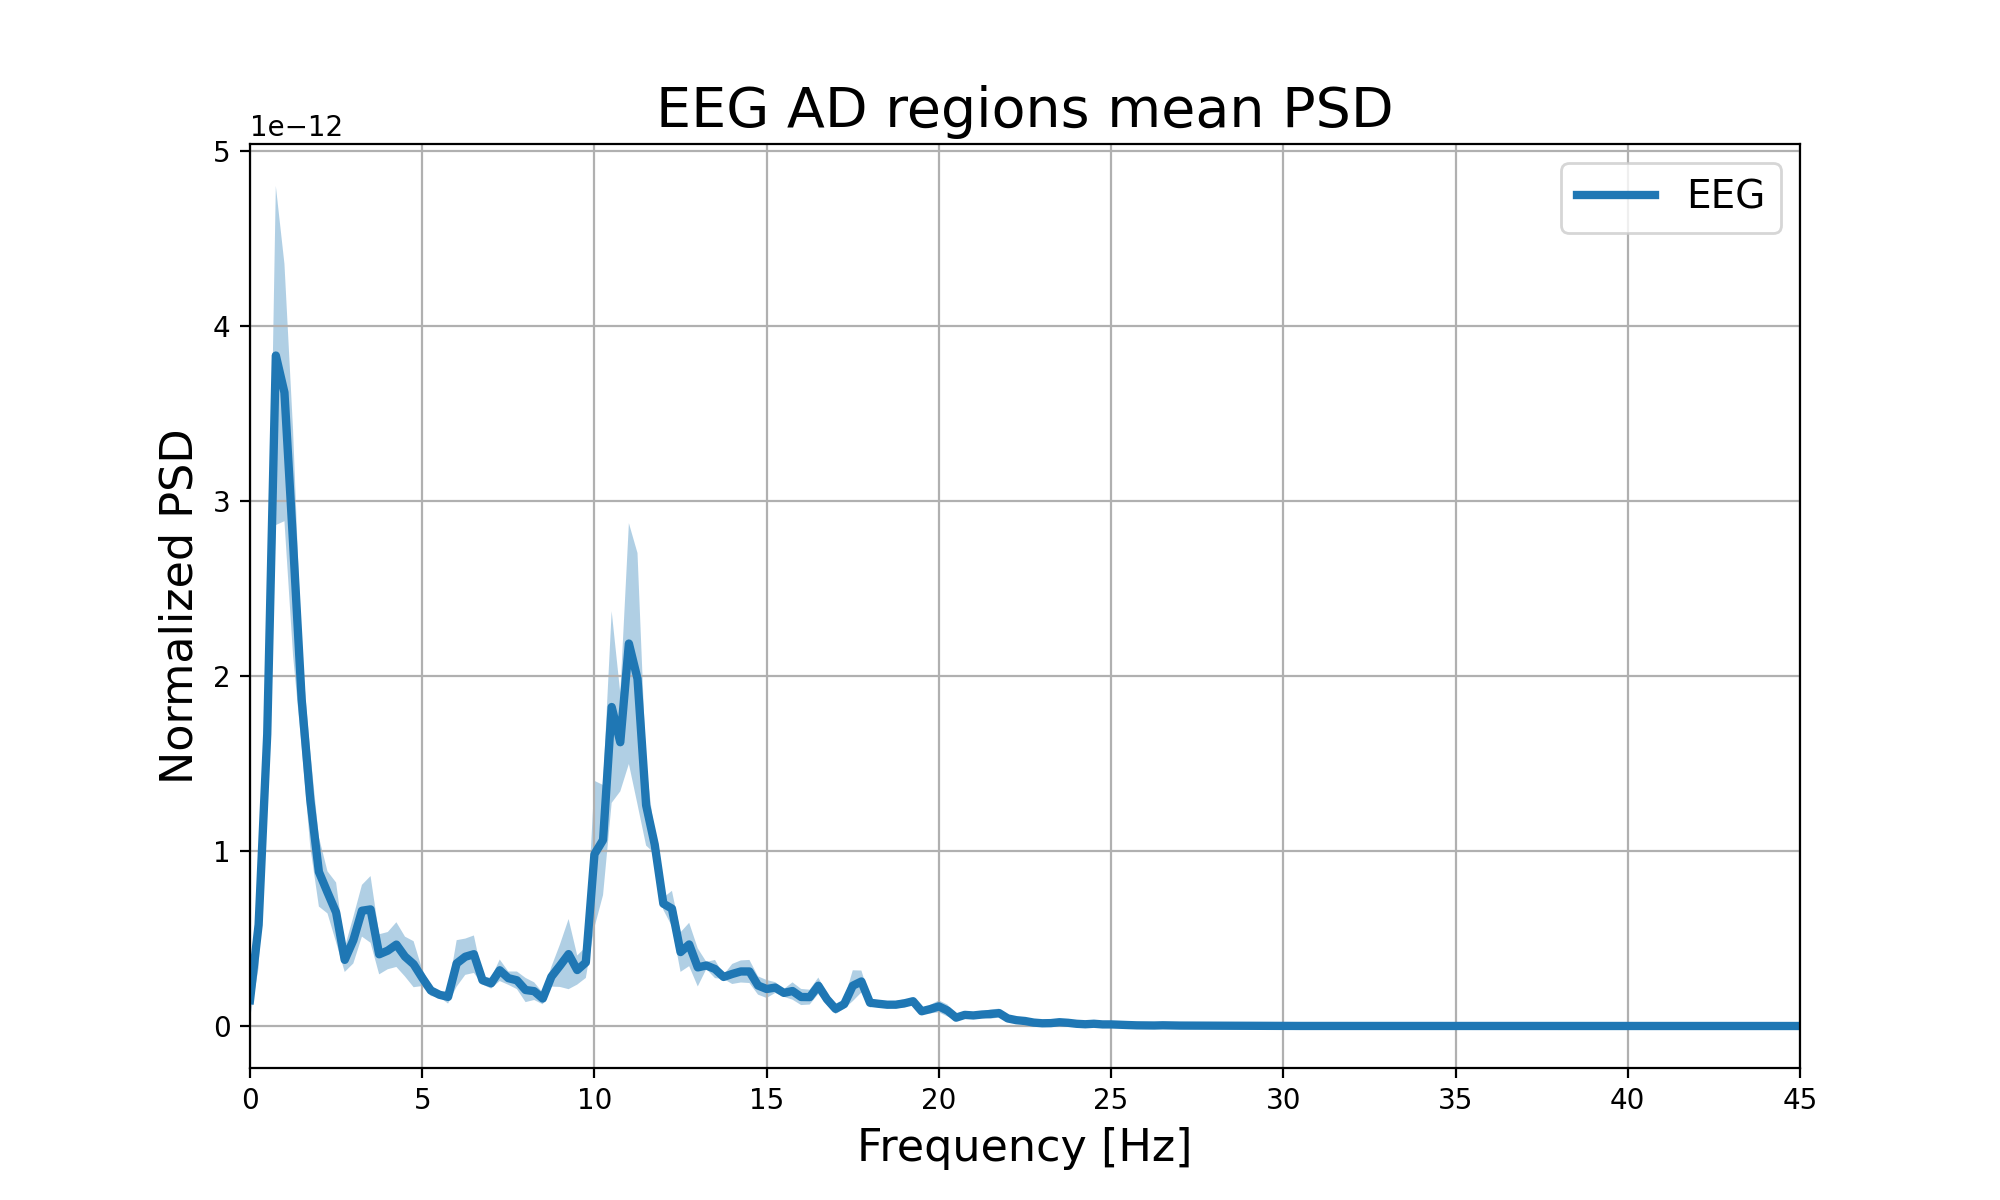 EEG AD regions mean PSD
1e−12
5
4
3
2
1
0
Normalized PSD
EEG
0 5 10 15 20 25 30 35 40 45
Frequency [Hz]